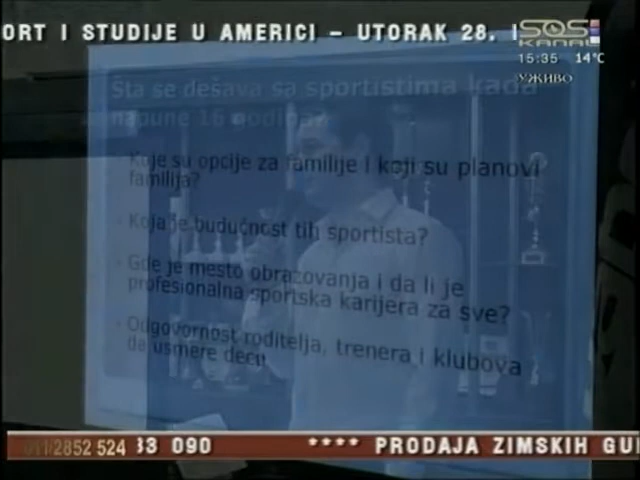 ORT I STUDIJE U AMERICI – UTORAK 28.
SOS
KANAL
15:35 14°C
УЖИВО
Šta se dešava sa sportistima kada
napune 16 godina?
· Koje su opcije za familije i koji su planovi
familija?
· Koja je budućnost tih sportista?
· Gde je mesto obrazovanja i da li je
profesionalna sportska karijera za sve?
· Odgovornost roditelja, trenera i klubova
da usmere decu
011/2852 524 33 090 **** PRODAJA ZIMSKIH GU